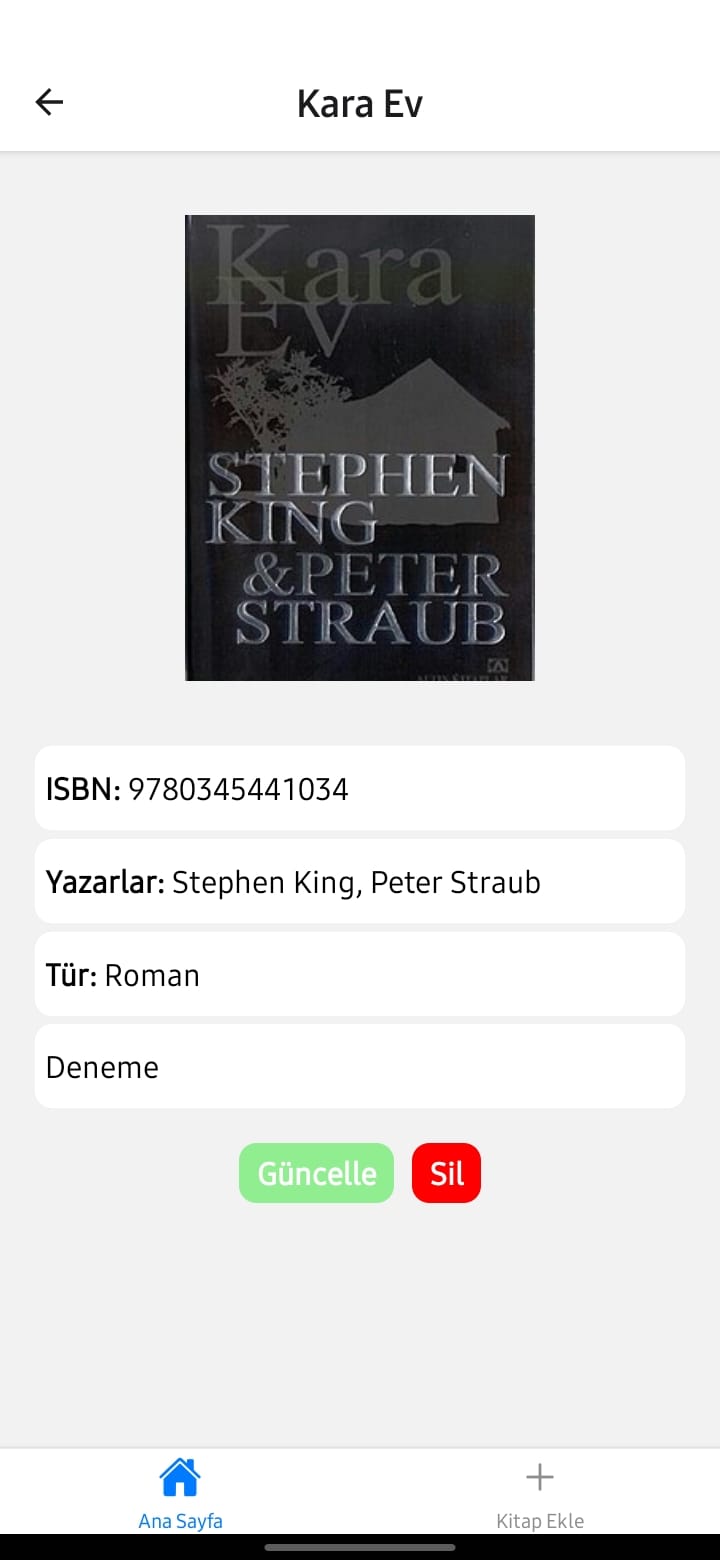 Kara Ev
Kara
Ev
STEPHEN
KING
&PETER
STRAUB
ISBN: 9780345441034
Yazarlar: Stephen King, Peter Straub
Tür: Roman
Deneme
Güncelle Sil
Ana Sayfa Kitap Ekle